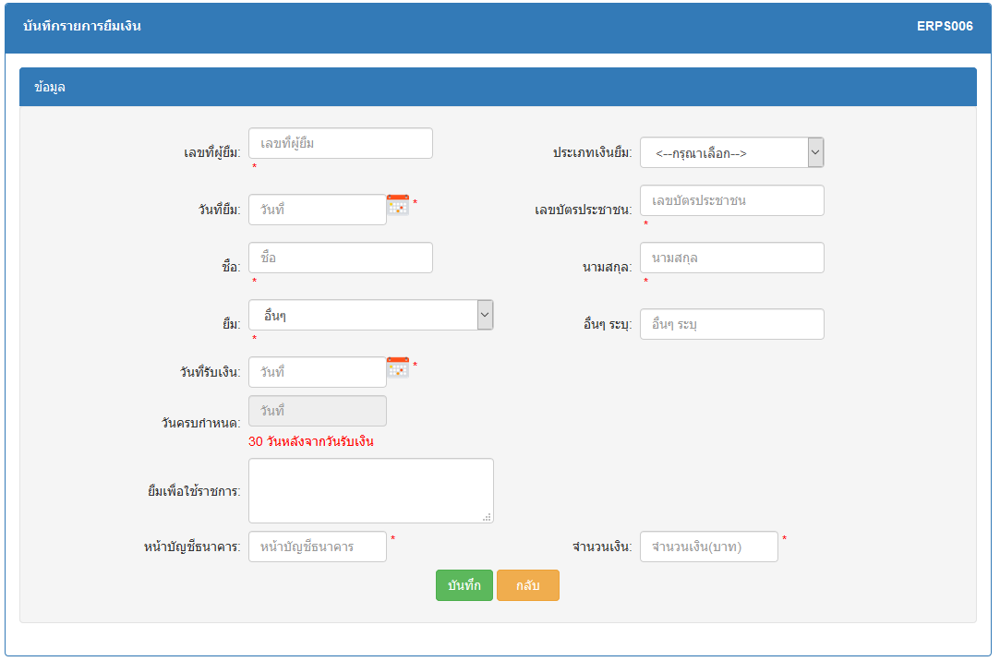 บันทึกรายการยืมเงิน ERPS006
ข้อมูล
เลขที่ผู้ยืม: เลขที่ผู้ยืม ประเภทเงินยืม: <--กรุณาเลือก-->
*
วันที่ยืม: วันที่ * เลขบัตรประชาชน: เลขบัตรประชาชน
*
ชื่อ: ชื่อ นามสกุล: นามสกุล
* *
ยืม: อื่นๆ อื่นๆ ระบุ: อื่นๆ ระบุ
*
วันที่รับเงิน: วันที่ *
วันครบกำหนด: วันที่
30 วันหลังจากวันรับเงิน
ยืมเพื่อใช้ราชการ:
หน้าบัญชีธนาคาร: หน้าบัญชีธนาคาร * จำนวนเงิน: จำนวนเงิน(บาท) *
บันทึก กลับ